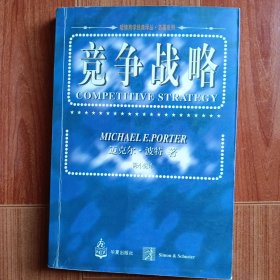 竞争战略
COMPETITIVE STRATEGY
MICHAEL E.PORTER
迈克尔·波特 著
华夏出版社
Simon & Schuster